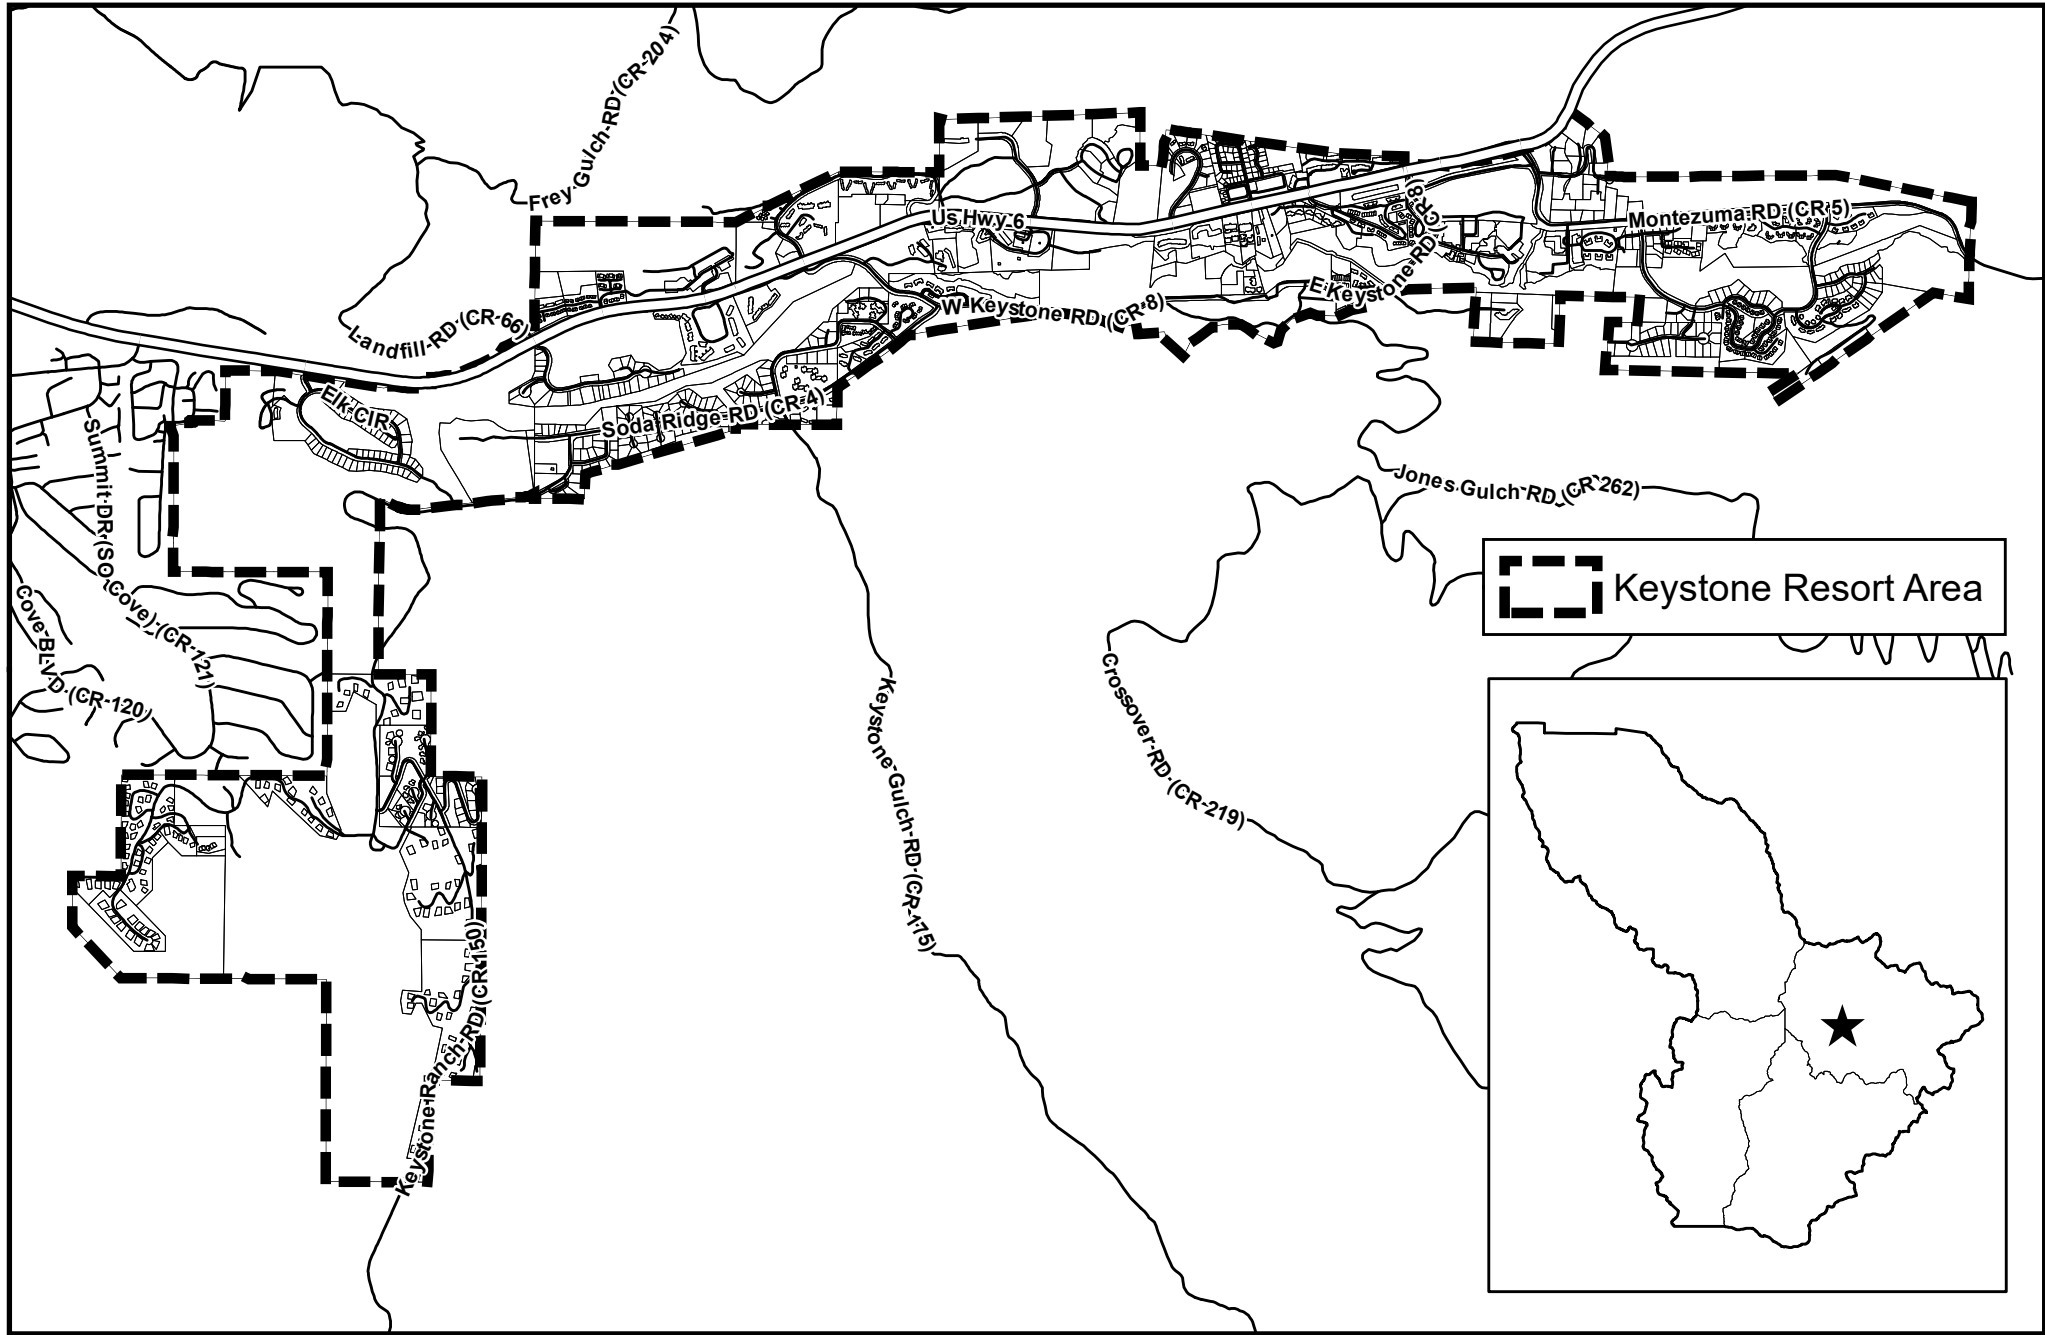 Frey Gulch RD (CR 204)
Us Hwy 6
Montezuma RD (CR 5)
(CR 8)
E Keystone RD
W Keystone RD (CR 8)
Landfill RD (CR 66)
Elk CIR
Soda Ridge RD (CR 4)
Summit DR (SO Cove) (CR 121)
Jones Gulch RD (CR 262)
Keystone Resort Area
Cove BLVD (CR 120)
Crossover RD (CR 219)
Keystone Gulch RD (CR 175)
Keystone Ranch RD (CR 150)